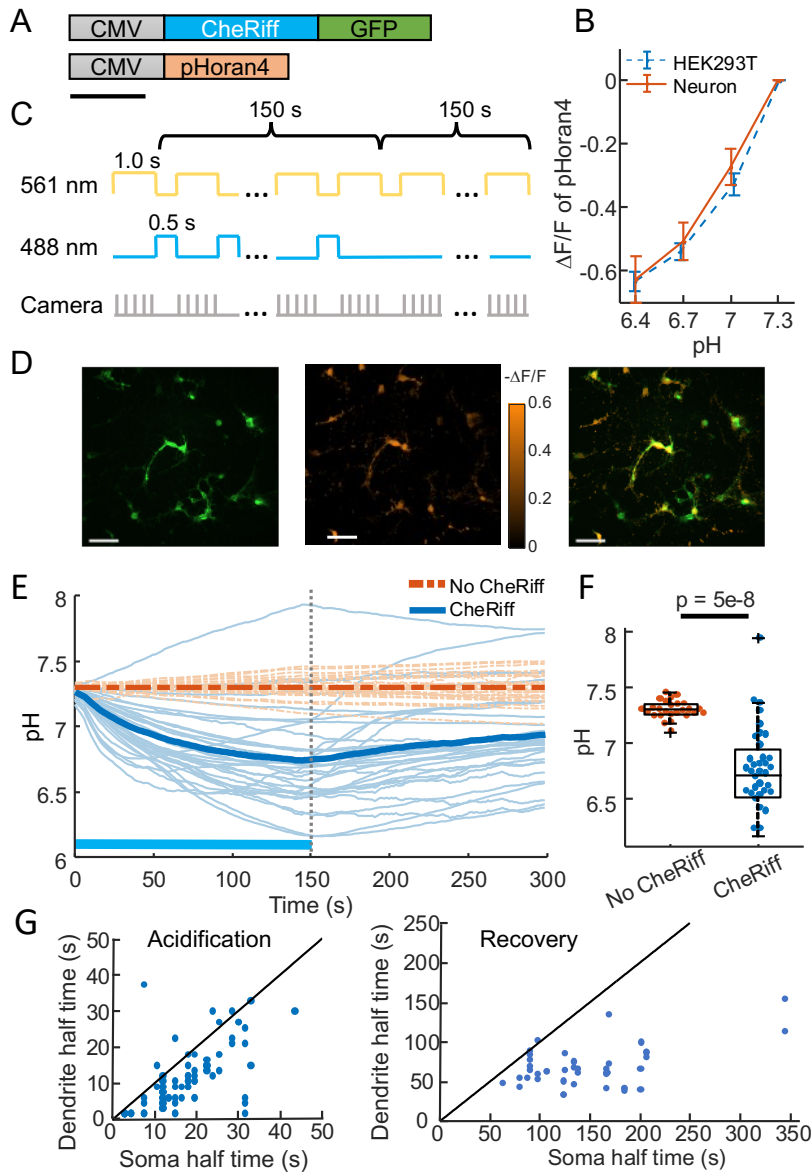 A
CMV CheRiff GFP
CMV pHoran4
B
HEK293T
Neuron
ΔF/F of pHoran4
0
-0.2
-0.4
-0.6
6.4 6.7 7 7.3
pH
C
150 s 150 s
1.0 s
561 nm
...
...
0.5 s
488 nm
...
...
Camera
...
...
D
-ΔF/F
0.6
0.4
0.2
0
E
No CheRiff
CheRiff
pH
8
7.5
7
6.5
6
0 50 100 150 200 250 300
Time (s)
F
p = 5e-8
pH
8
7.5
7
6.5
No CheRiff
CheRiff
G
Acidification
Dendrite half time (s)
50
40
30
20
10
0
0 10 20 30 40 50
Soma half time (s)
Recovery
Dendrite half time (s)
250
200
150
100
50
0
0 50 100 150 200 250 300 350
Soma half time (s)